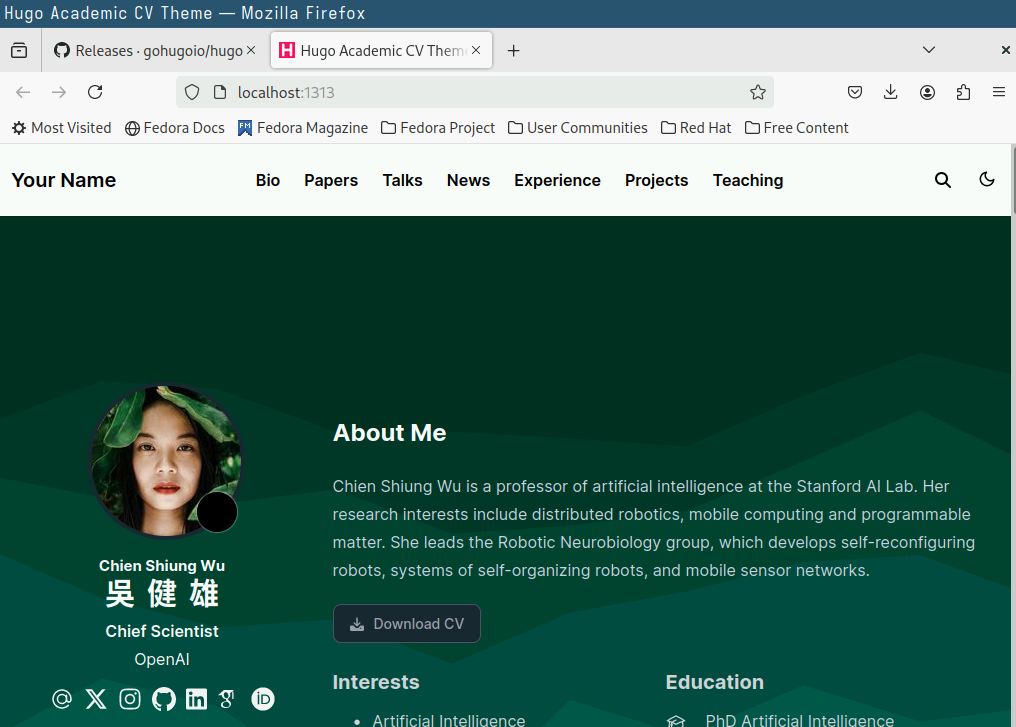 Hugo Academic CV Theme — Mozilla Firefox
Releases · gohugoio/hugo
Hugo Academic CV Them
localhost:1313
Most Visited
Fedora Docs
Fedora Magazine
Fedora Project
User Communities
Red Hat
Free Content
Your Name
Bio
Papers
Talks
News
Experience
Projects
Teaching
About Me
Chien Shiung Wu is a professor of artificial intelligence at the Stanford AI Lab. Her
research interests include distributed robotics, mobile computing and programmable
matter. She leads the Robotic Neurobiology group, which develops self-reconfiguring
robots, systems of self-organizing robots, and mobile sensor networks.
Download CV
Chien Shiung Wu
吳健雄
Chief Scientist
OpenAI
Interests
Artificial Intelligence
Education
PhD Artificial Intelligence